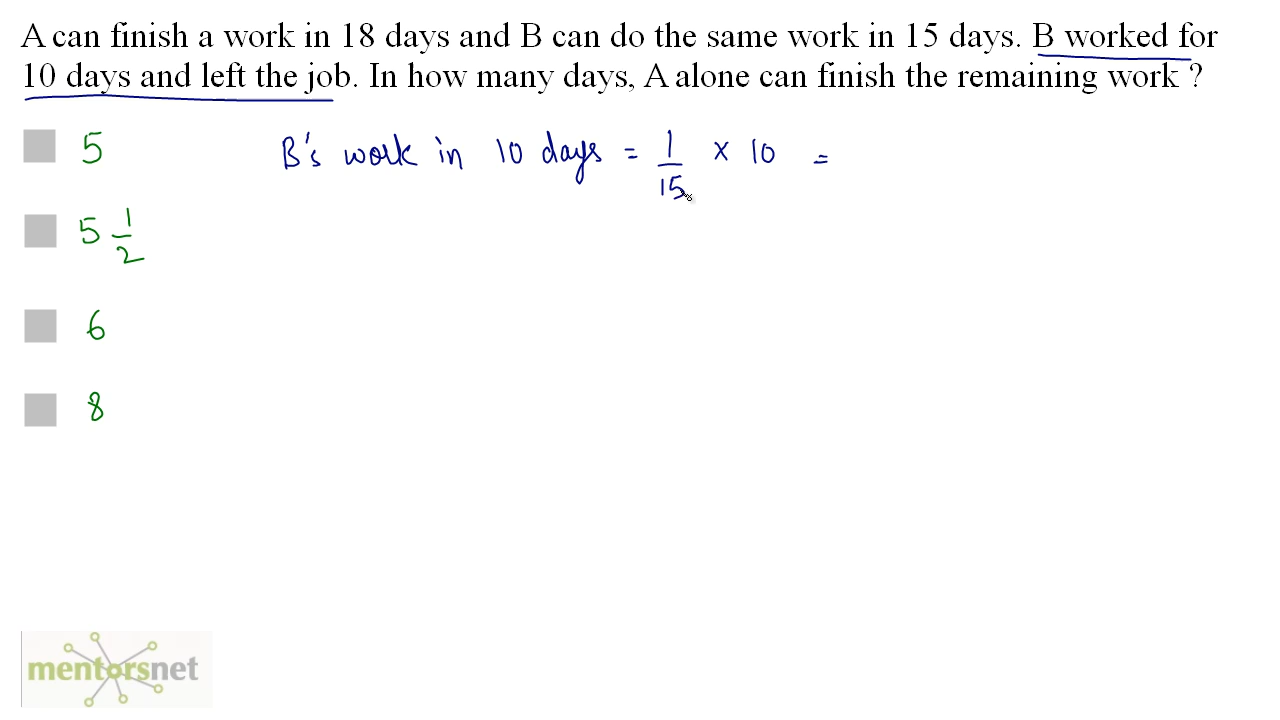 A can finish a work in 18 days and B can do the same work in 15 days. B worked for
10 days and left the job. In how many days, A alone can finish the remaining work ?
5
B's work in 10 days = 1/15 × 10 =
5 1/2
6
8
mentorsnet